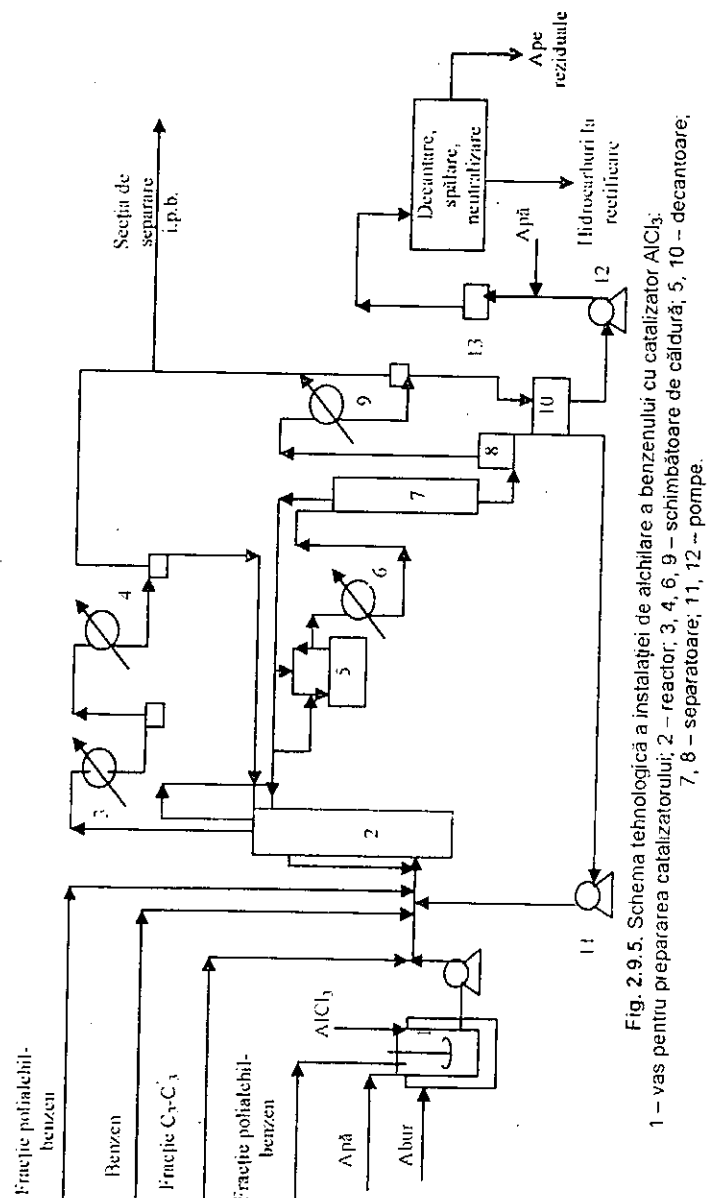 Fracție polialchil-
benzen
Benzen
Fracție C₃-C'₃
Fracție polialchil-
benzen
Apă
Abur
AlCl₃
1
2
3
4
5
6
7
8
9
10
11
12
13
Secția de
separare
i.p.b.
Apă
Decantare,
spălare,
neutralizare
Ape
reziduale
Hidrocarburi la
rectificare
Fig. 2.9.5. Schema tehnologică a instalației de alchilare a benzenului cu catalizator AlCl₃:
1 – vas pentru prepararea catalizatorului; 2 – reactor; 3, 4, 6, 9 – schimbătoare de căldură; 5, 10 – decantoare;
7, 8 – separatoare; 11, 12 – pompe.